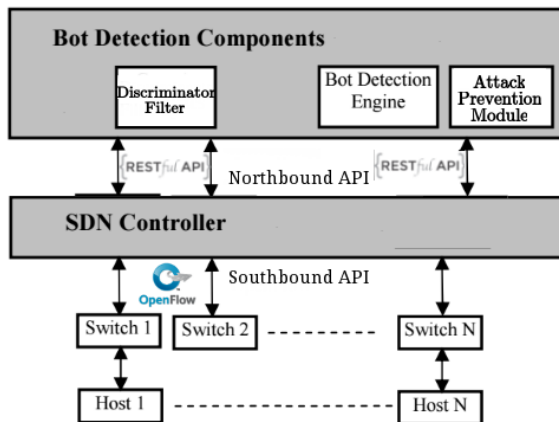 Bot Detection Components
Discriminator
Filter
Bot Detection
Engine
Attack
Prevention
Module
{RESTful API}
Northbound API
{RESTful API}
SDN Controller
OpenFlow
Southbound API
Switch 1
Switch 2
Switch N
Host 1
Host N